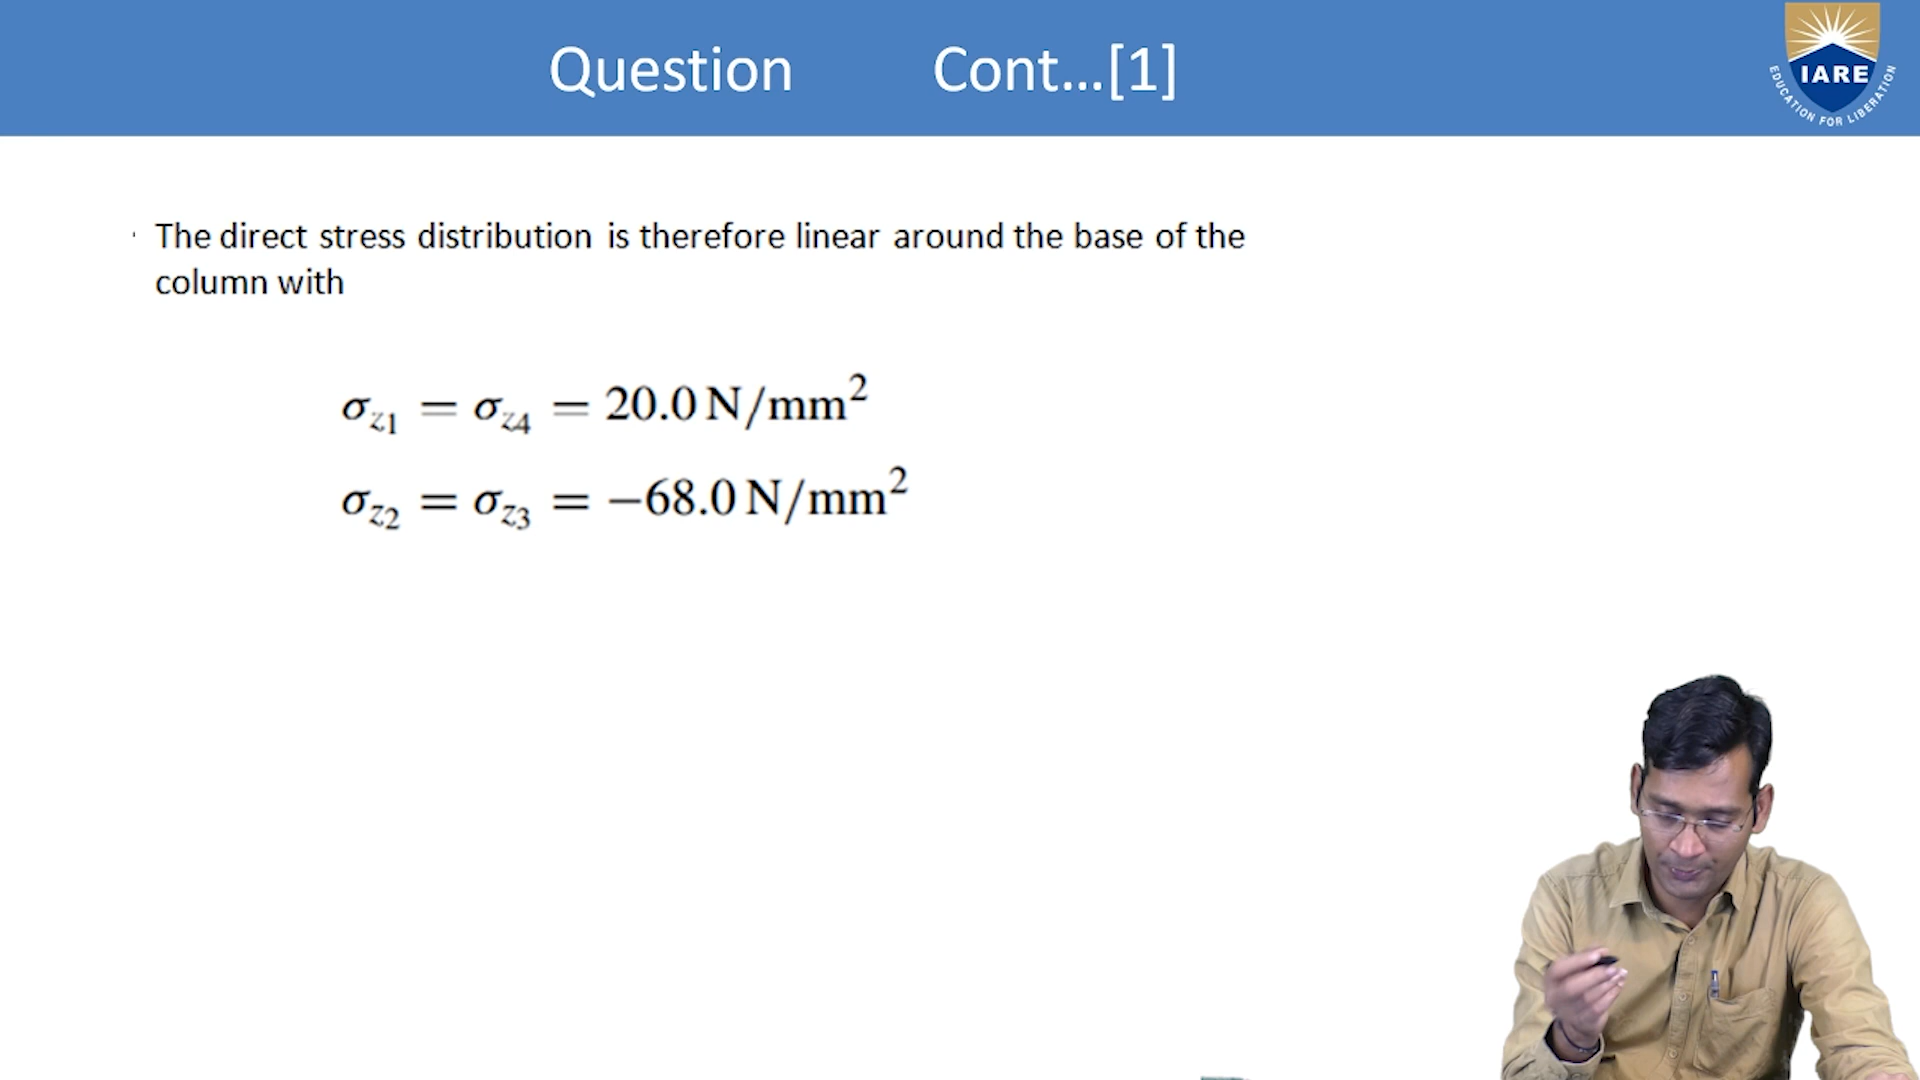 Question Cont...[1]
IARE
EDUCATION FOR LIBERATION
The direct stress distribution is therefore linear around the base of the
column with
σz1 = σz4 = 20.0 N/mm²
σz2 = σz3 = −68.0 N/mm²